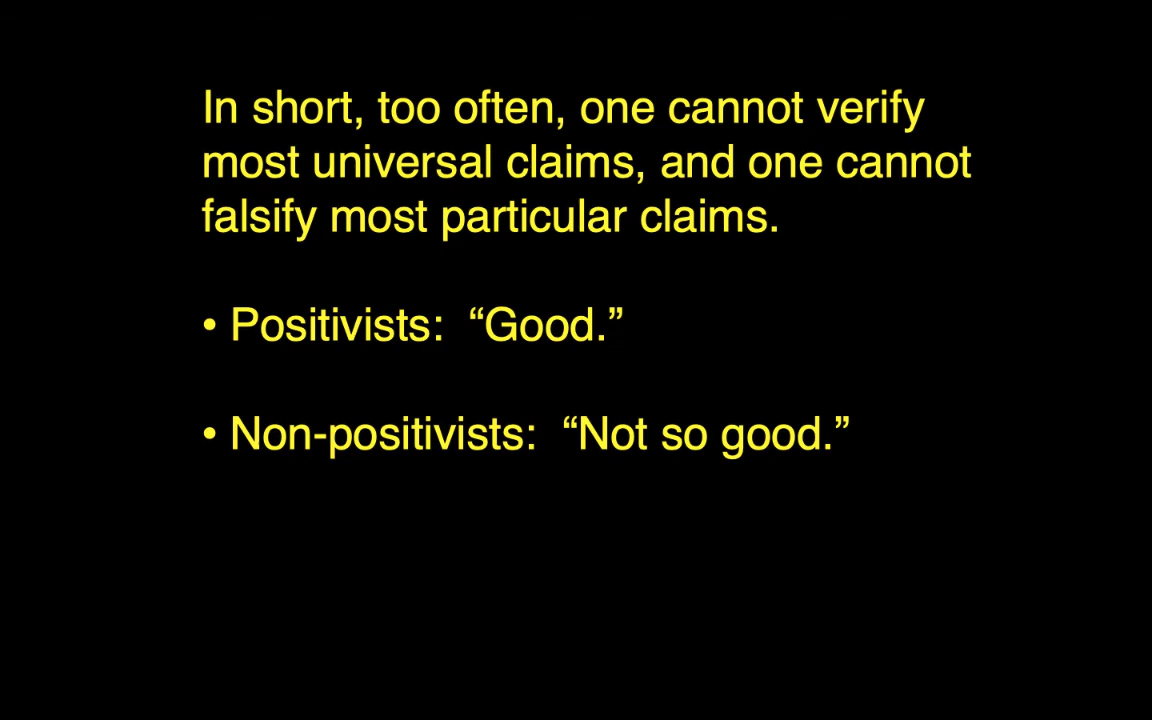 In short, too often, one cannot verify
most universal claims, and one cannot
falsify most particular claims.
• Positivists:  “Good.”
• Non-positivists:  “Not so good.”